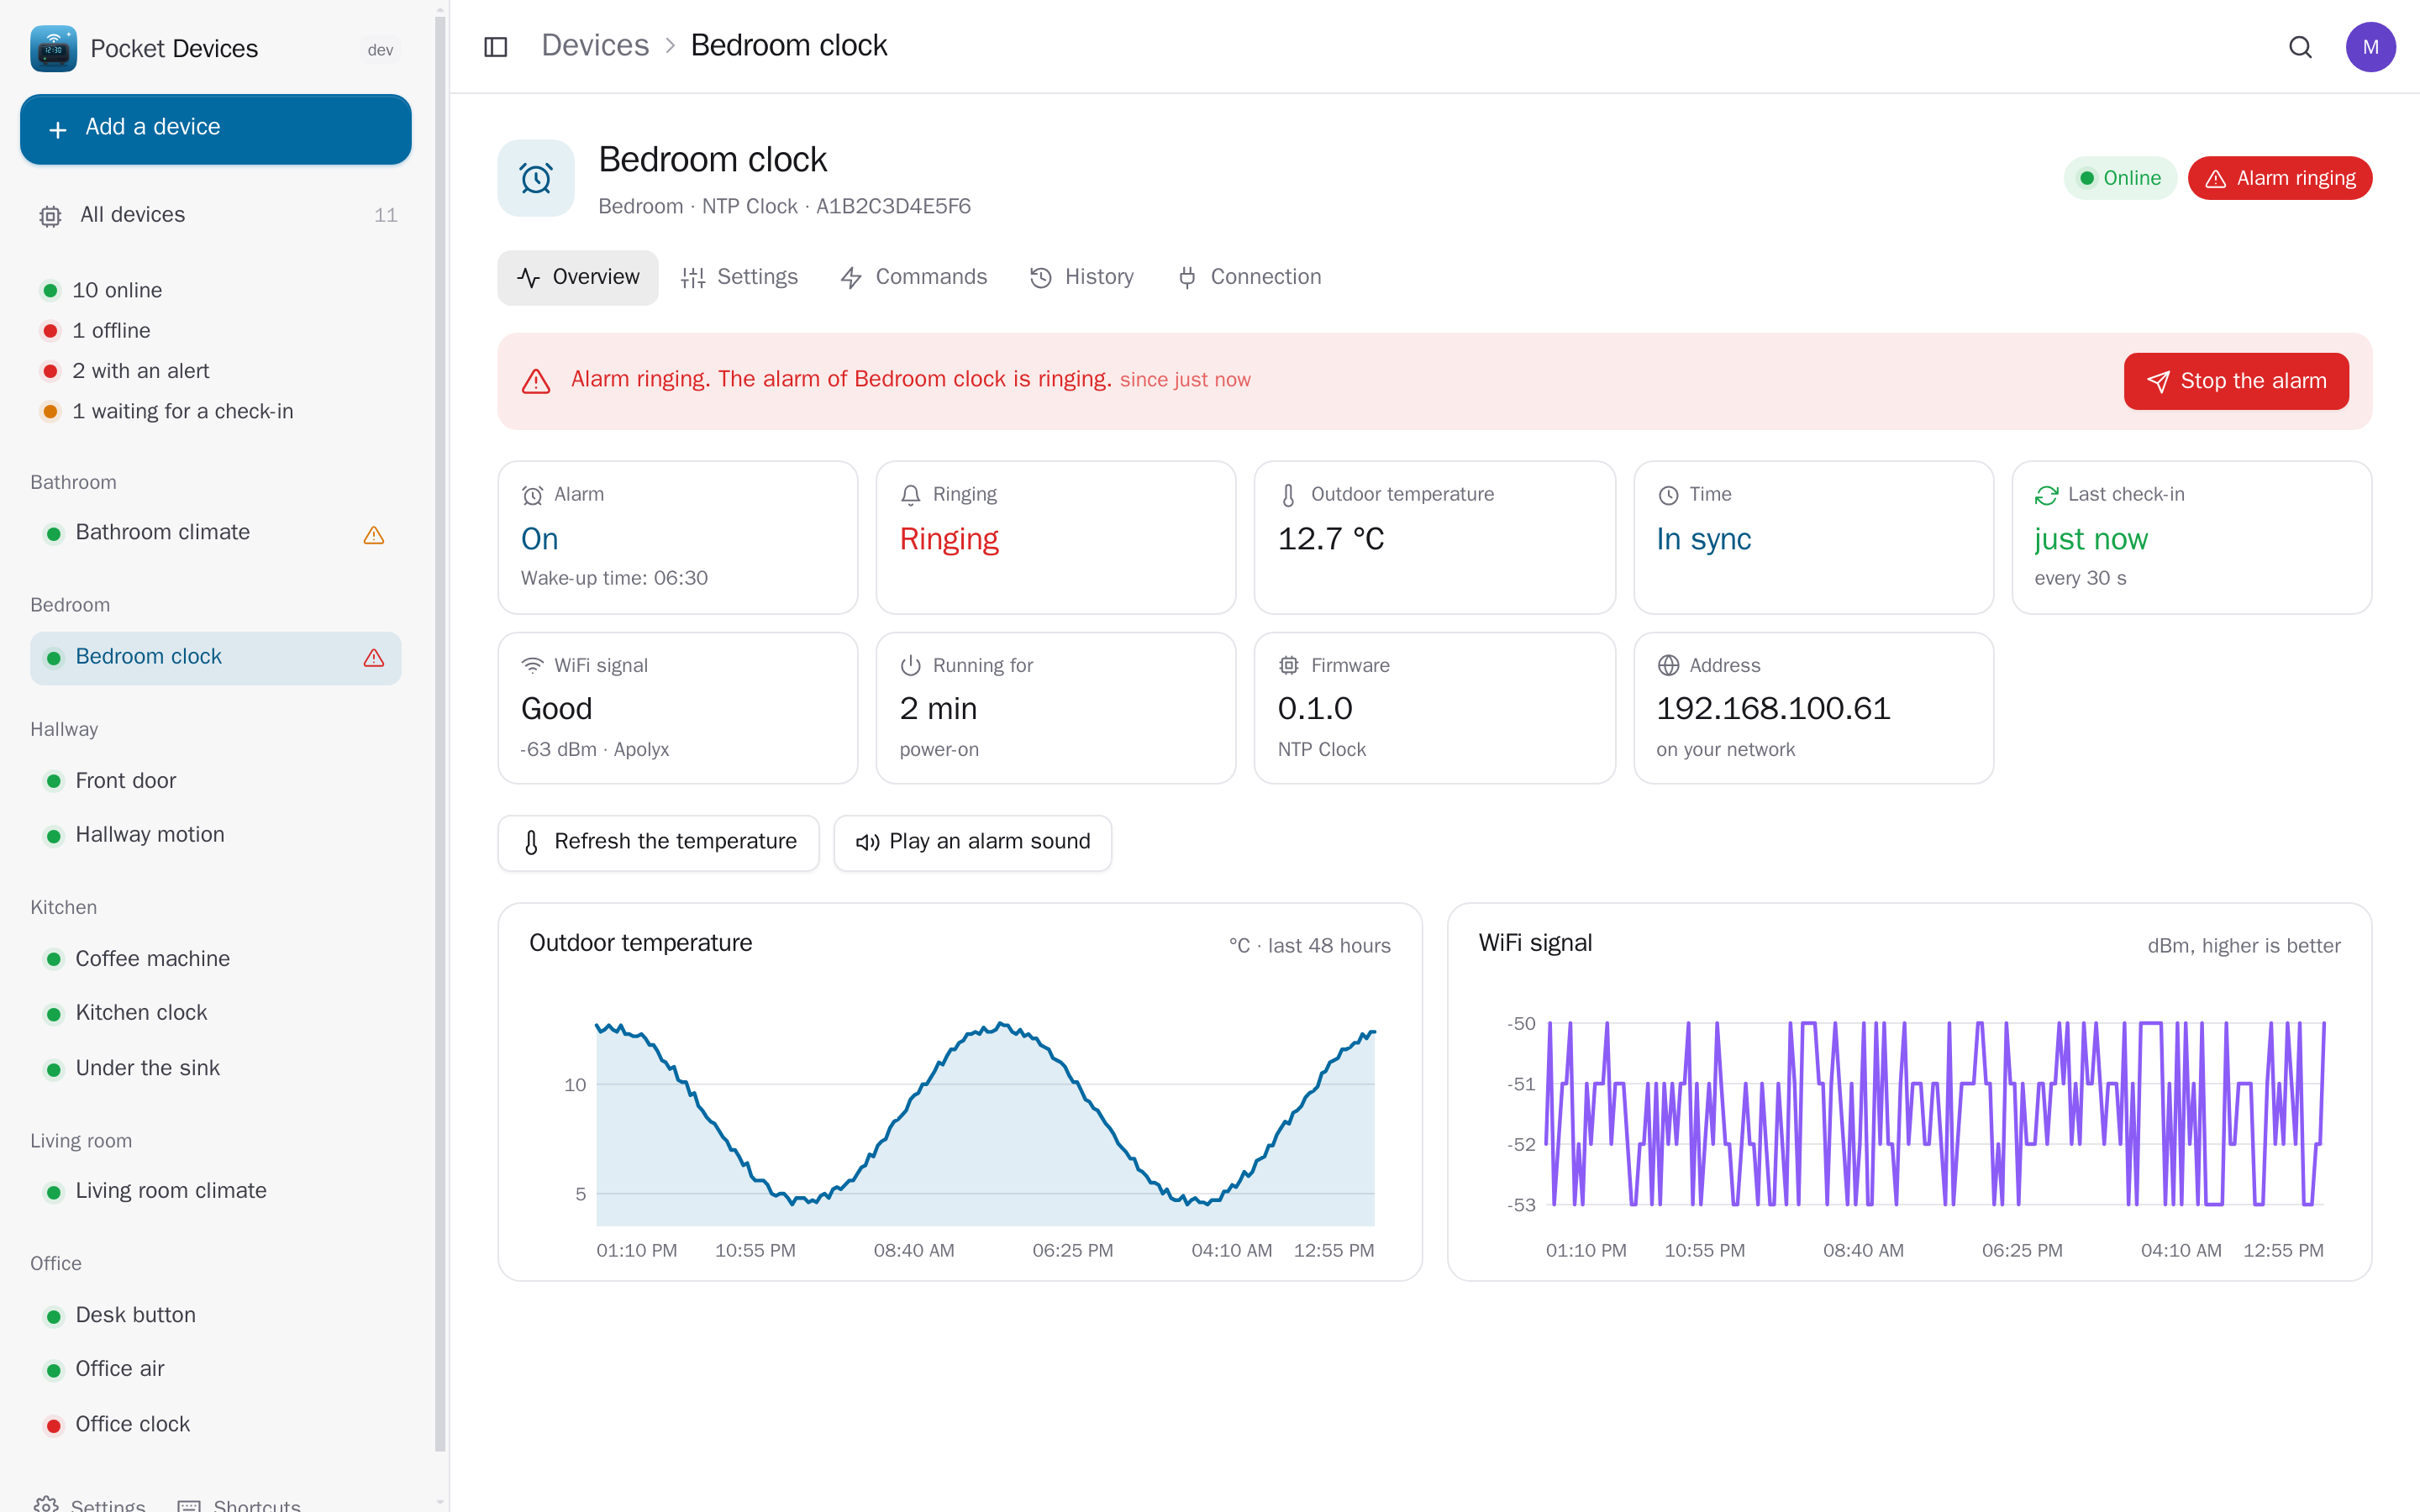 Pocket Devices
dev
Add a device
All devices
11
10 online
1 offline
2 with an alert
1 waiting for a check-in
Bathroom
Bathroom climate
Bedroom
Bedroom clock
Hallway
Front door
Hallway motion
Kitchen
Coffee machine
Kitchen clock
Under the sink
Living room
Living room climate
Office
Desk button
Office air
Office clock
Settings
Shortcuts
Devices > Bedroom clock
M
Bedroom clock
Bedroom · NTP Clock · A1B2C3D4E5F6
Online
Alarm ringing
Overview
Settings
Commands
History
Connection
Alarm ringing. The alarm of Bedroom clock is ringing. since just now
Stop the alarm
Alarm
On
Wake-up time: 06:30
Ringing
Ringing
Outdoor temperature
12.7 °C
Time
In sync
Last check-in
just now
every 30 s
WiFi signal
Good
-63 dBm · Apolyx
Running for
2 min
power-on
Firmware
0.1.0
NTP Clock
Address
192.168.100.61
on your network
Refresh the temperature
Play an alarm sound
Outdoor temperature
°C · last 48 hours
10
5
01:10 PM
10:55 PM
08:40 AM
06:25 PM
04:10 AM
12:55 PM
WiFi signal
dBm, higher is better
-50
-51
-52
-53
01:10 PM
10:55 PM
08:40 AM
06:25 PM
04:10 AM
12:55 PM
12:30